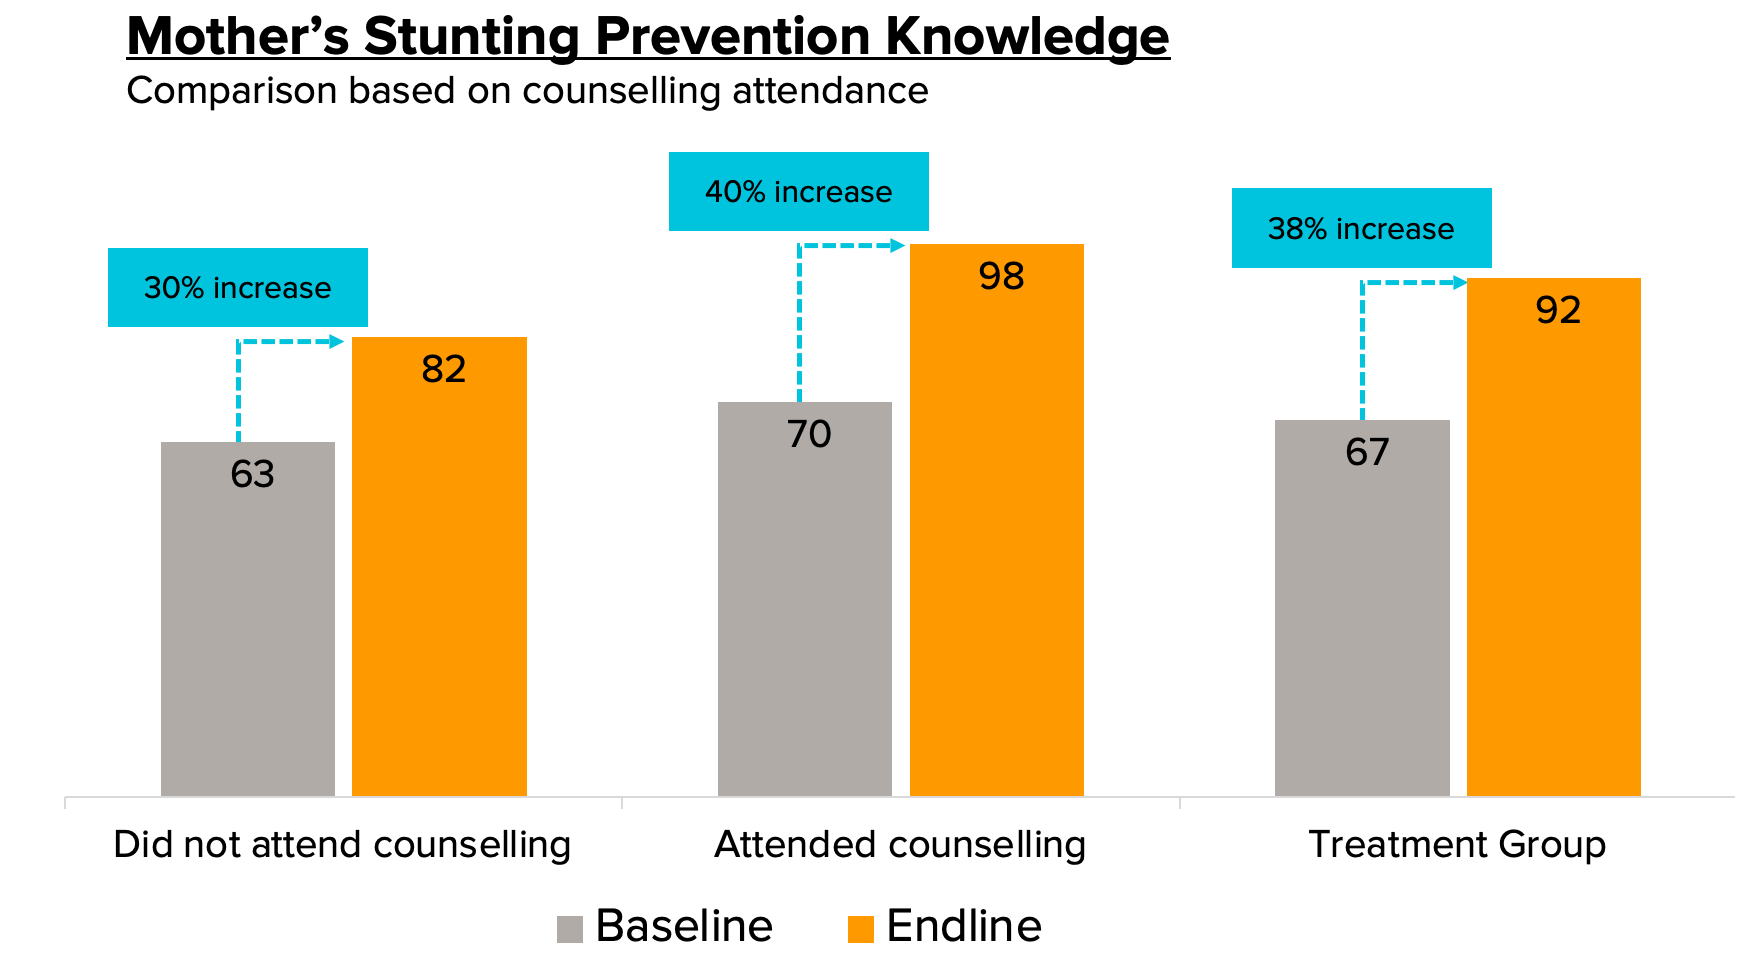 Mother’s Stunting Prevention Knowledge
Comparison based on counselling attendance
30% increase
40% increase
38% increase
63
82
70
98
67
92
Did not attend counselling
Attended counselling
Treatment Group
Baseline
Endline